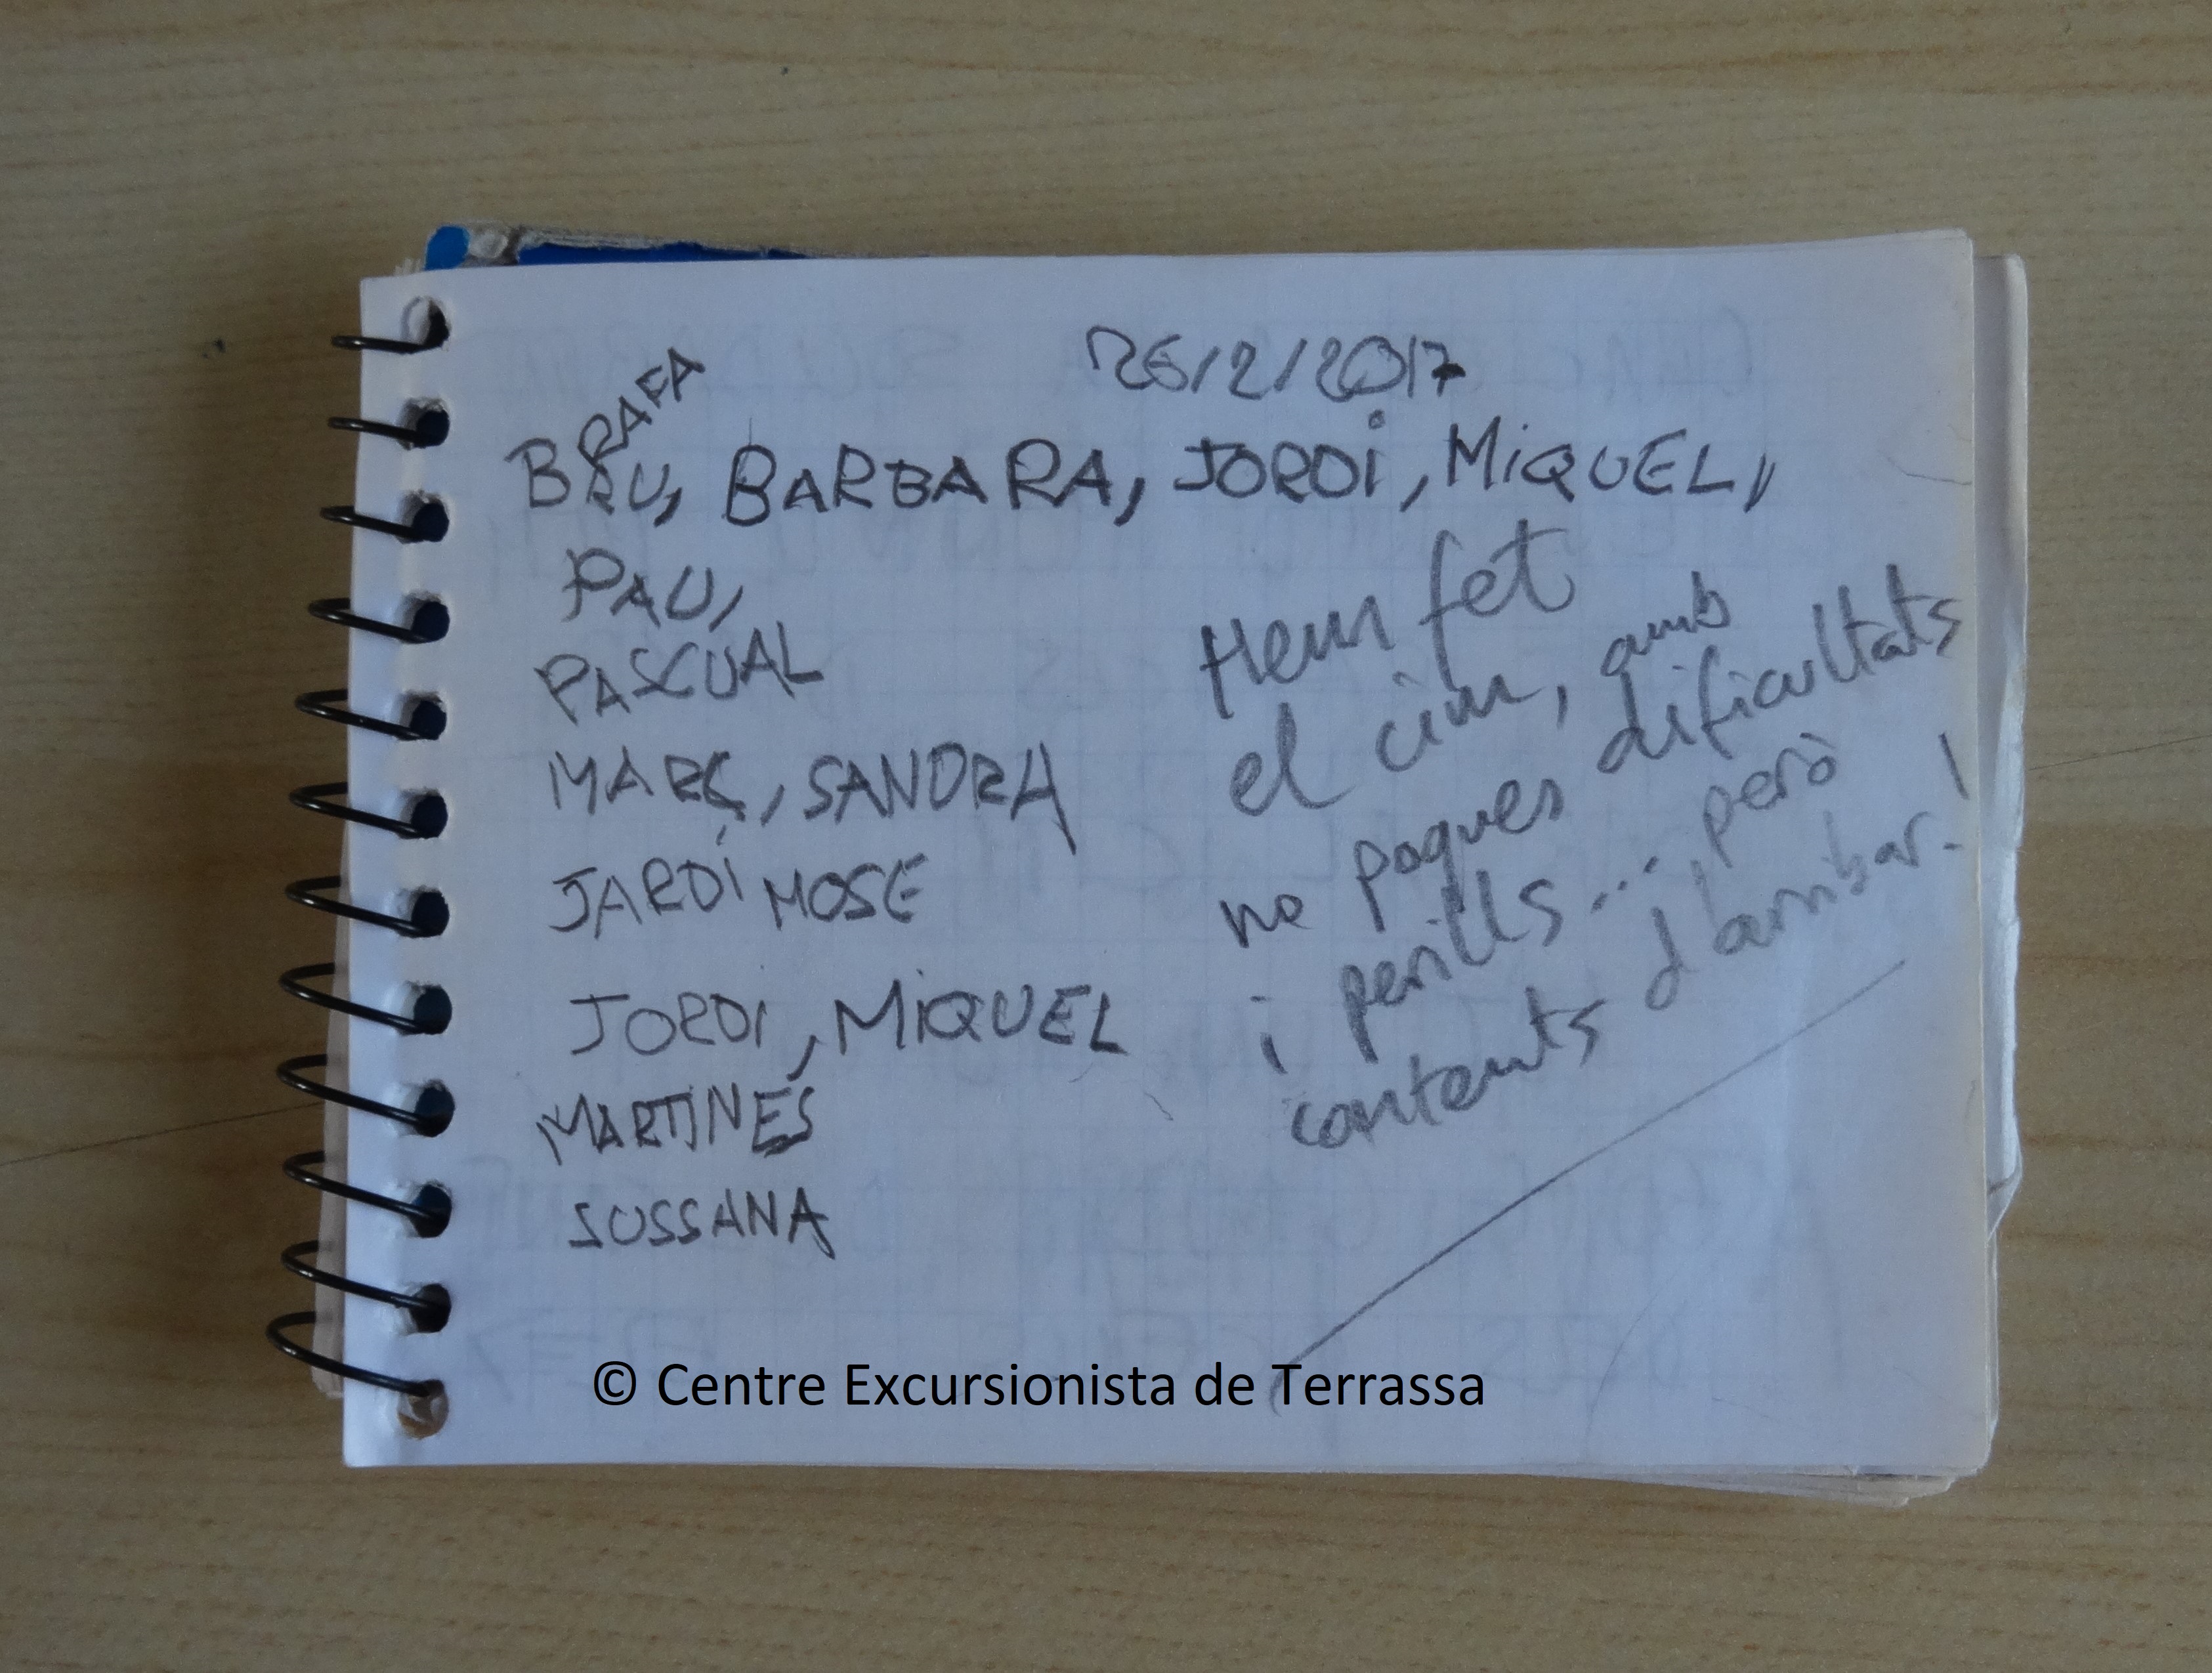 26/2/2017
RAFA
BRU, BARBARA, JORDI, MIQUEL,
PAU,
PASCUAL
MARÇ, SANDRA
JARDÍ MOSE
JORDI, MIQUEL
MARTINES
SUSSANA
Hem fet
el cim, amb
no poques dificultats
i perills..., però
contents d'arribar.!
© Centre Excursionista de Terrassa